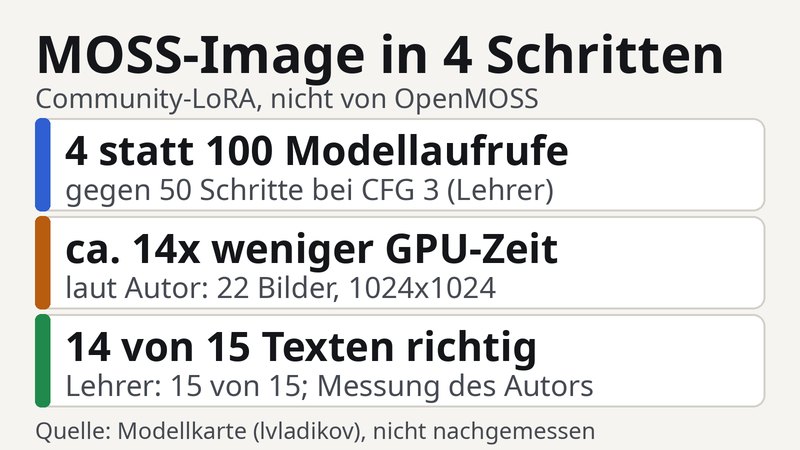 MOSS-Image in 4 Schritten
Community-LoRA, nicht von OpenMOSS
4 statt 100 Modellaufrufe
gegen 50 Schritte bei CFG 3 (Lehrer)
ca. 14x weniger GPU-Zeit
laut Autor: 22 Bilder, 1024x1024
14 von 15 Texten richtig
Lehrer: 15 von 15; Messung des Autors
Quelle: Modellkarte (lvladikov), nicht nachgemessen